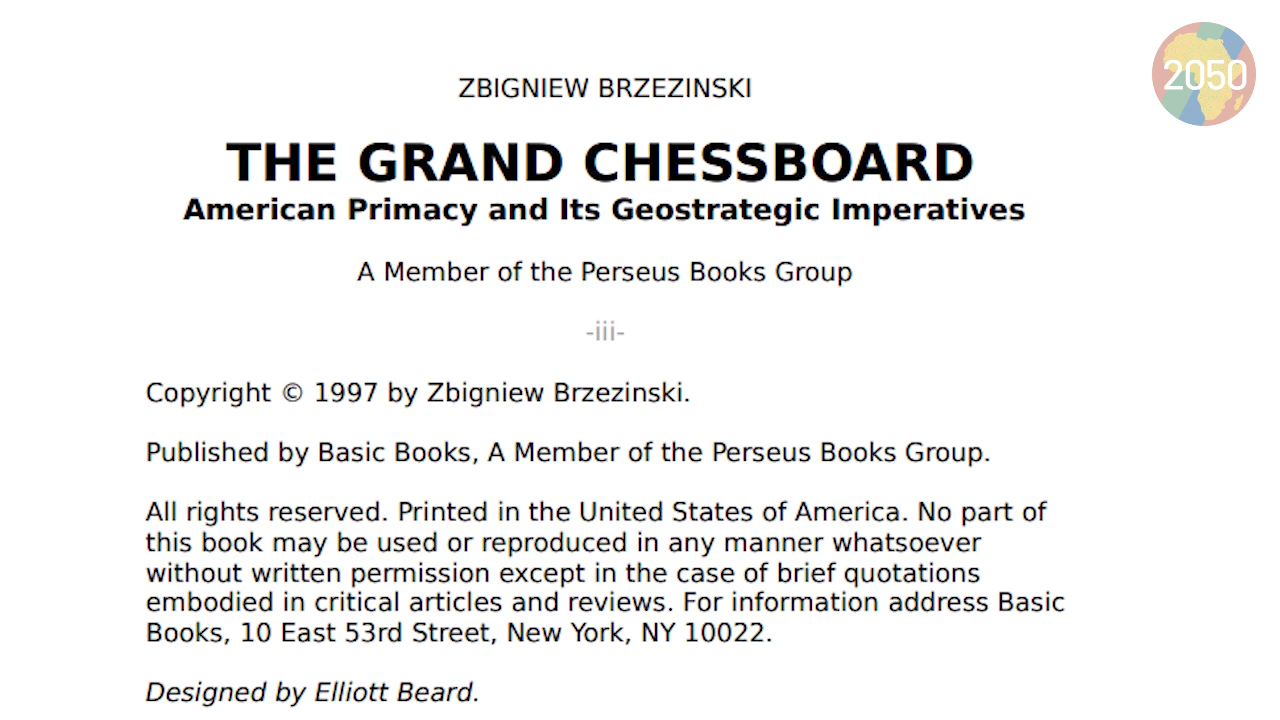 2050
ZBIGNIEW BRZEZINSKI
THE GRAND CHESSBOARD
American Primacy and Its Geostrategic Imperatives
A Member of the Perseus Books Group
-iii-
Copyright © 1997 by Zbigniew Brzezinski.
Published by Basic Books, A Member of the Perseus Books Group.
All rights reserved. Printed in the United States of America. No part of
this book may be used or reproduced in any manner whatsoever
without written permission except in the case of brief quotations
embodied in critical articles and reviews. For information address Basic
Books, 10 East 53rd Street, New York, NY 10022.
Designed by Elliott Beard.